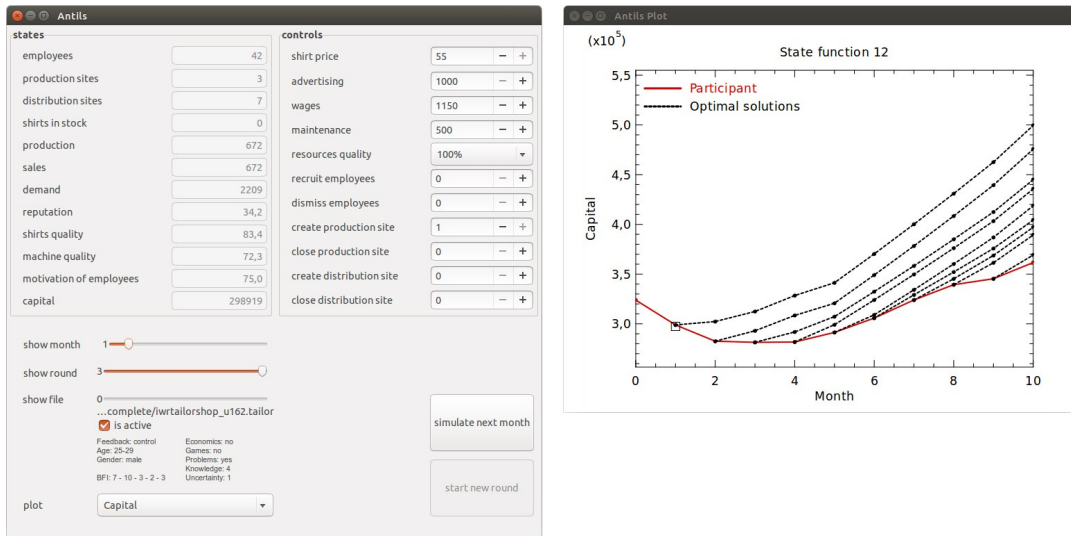 Antils
states
employees 42
production sites 3
distribution sites 7
shirts in stock 0
production 672
sales 672
demand 2209
reputation 34,2
shirts quality 83,4
machine quality 72,3
motivation of employees 75,0
capital 298919
controls
shirt price 55 − +
advertising 1000 − +
wages 1150 − +
maintenance 500 − +
resources quality 100%
recruit employees 0 − +
dismiss employees 0 − +
create production site 1 − +
close production site 0 − +
create distribution site 0 − +
close distribution site 0 − +
show month 1
show round 3
show file 0
...complete/iwrtailorshop_u162.tailor
is active
Feedback: control Economics: no
Age: 25-29 Games: no
Gender: male Problems: yes
Knowledge: 4
BFI: 7 - 10 - 3 - 2 - 3 Uncertainty: 1
plot Capital
simulate next month
start new round
Antils Plot
(x10^5)
State function 12
Participant
Optimal solutions
5,5
5,0
4,5
4,0
3,5
3,0
Capital
0 2 4 6 8 10
Month